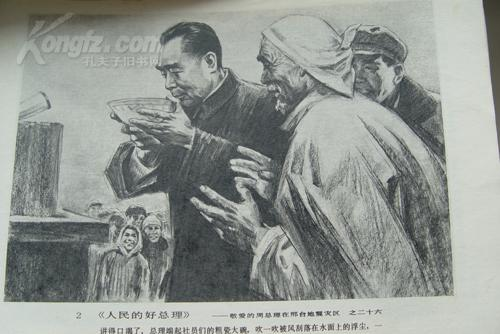 Kongfz.com
孔夫子旧书网
2 《人民的好总理》 ——敬爱的周总理在邢台地震灾区 之二十六
讲得口渴了，总理端起社员们的粗瓷大碗，吹一吹被风刮落在水面上的浮尘，一